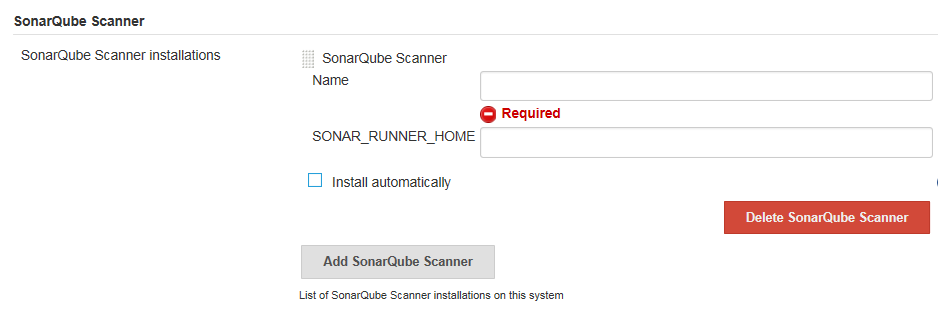 SonarQube Scanner
SonarQube Scanner installations
SonarQube Scanner
Name
Required
SONAR_RUNNER_HOME
Install automatically
Delete SonarQube Scanner
Add SonarQube Scanner
List of SonarQube Scanner installations on this system